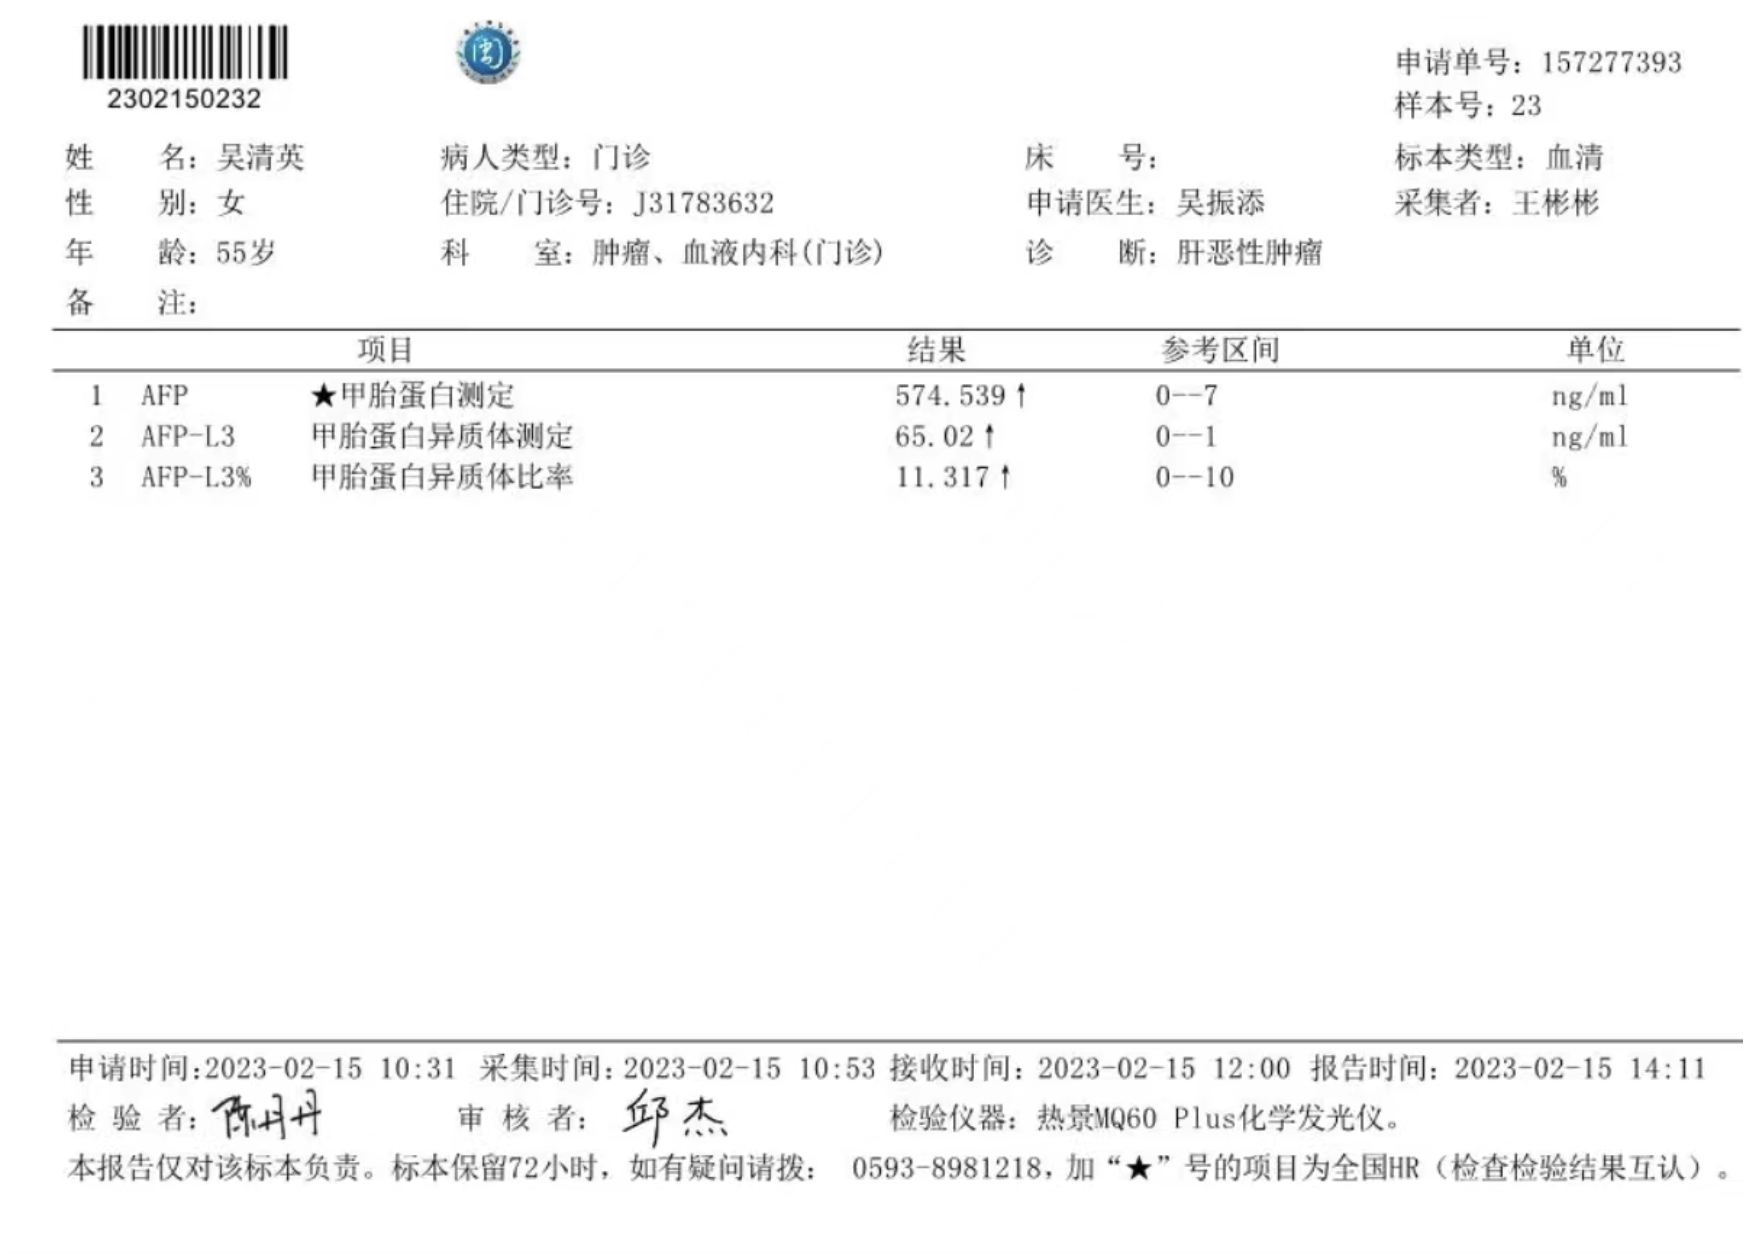 2302150232
申请单号：157277393
样本号：23
姓 名：吴清英 病人类型：门诊 床 号： 标本类型：血清
性 别：女 住院/门诊号：J31783632 申请医生：吴振添 采集者：王彬彬
年 龄：55岁 科 室：肿瘤、血液内科(门诊) 诊 断：肝恶性肿瘤
备 注：
项目 结果 参考区间 单位
1 AFP ★甲胎蛋白测定 574.539↑ 0--7 ng/ml
2 AFP-L3 甲胎蛋白异质体测定 65.02↑ 0--1 ng/ml
3 AFP-L3% 甲胎蛋白异质体比率 11.317↑ 0--10 %
申请时间:2023-02-15 10:31 采集时间:2023-02-15 10:53 接收时间：2023-02-15 12:00 报告时间：2023-02-15 14:11
检 验 者：陈丹丹 审 核 者：邱杰 检验仪器：热景MQ60 Plus化学发光仪。
本报告仅对该标本负责。标本保留72小时，如有疑问请拨： 0593-8981218，加“★”号的项目为全国HR（检查检验结果互认）。